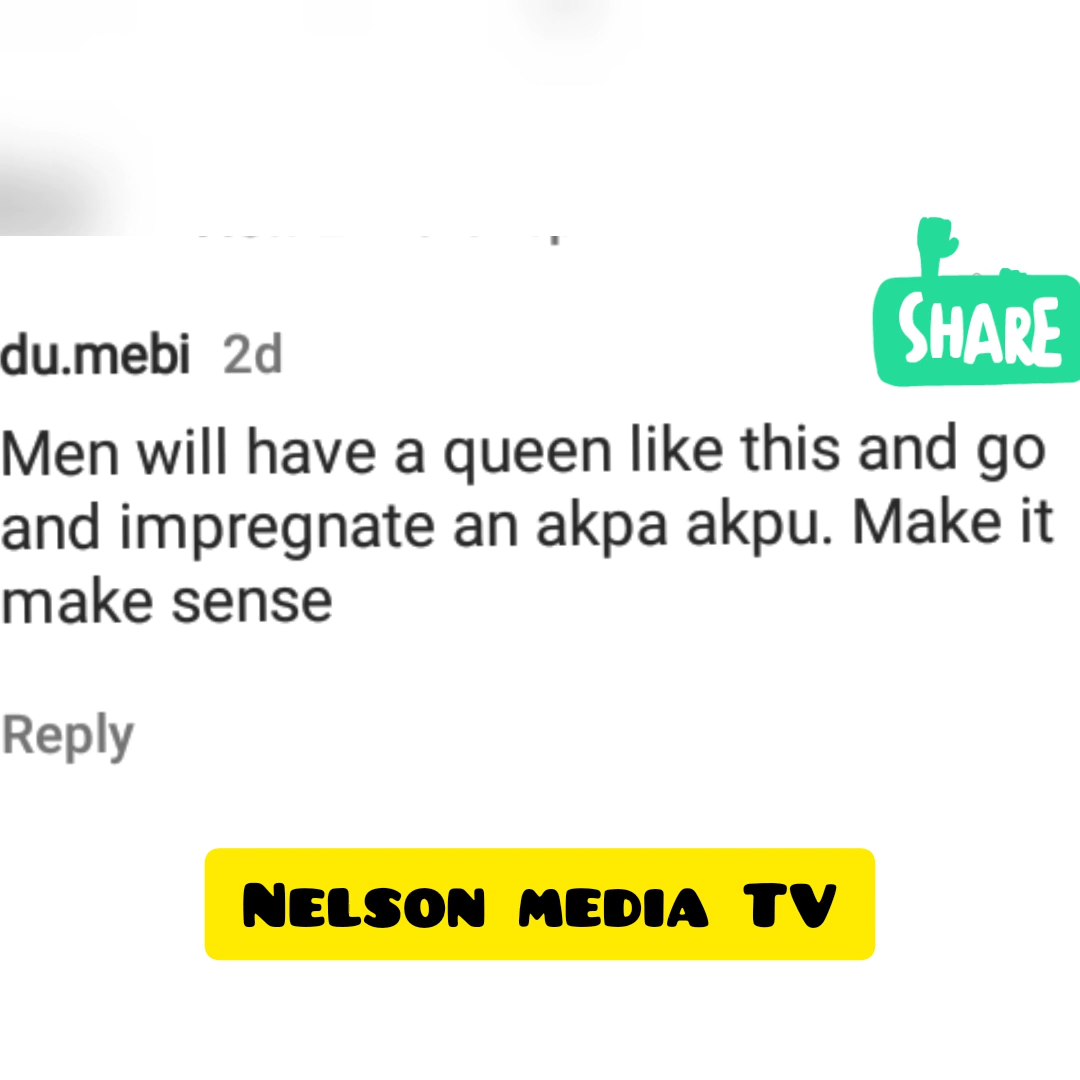 SHARE
du.mebi 2d
Men will have a queen like this and go
and impregnate an akpa akpu. Make it
make sense
Reply
NELSON MEDIA TV